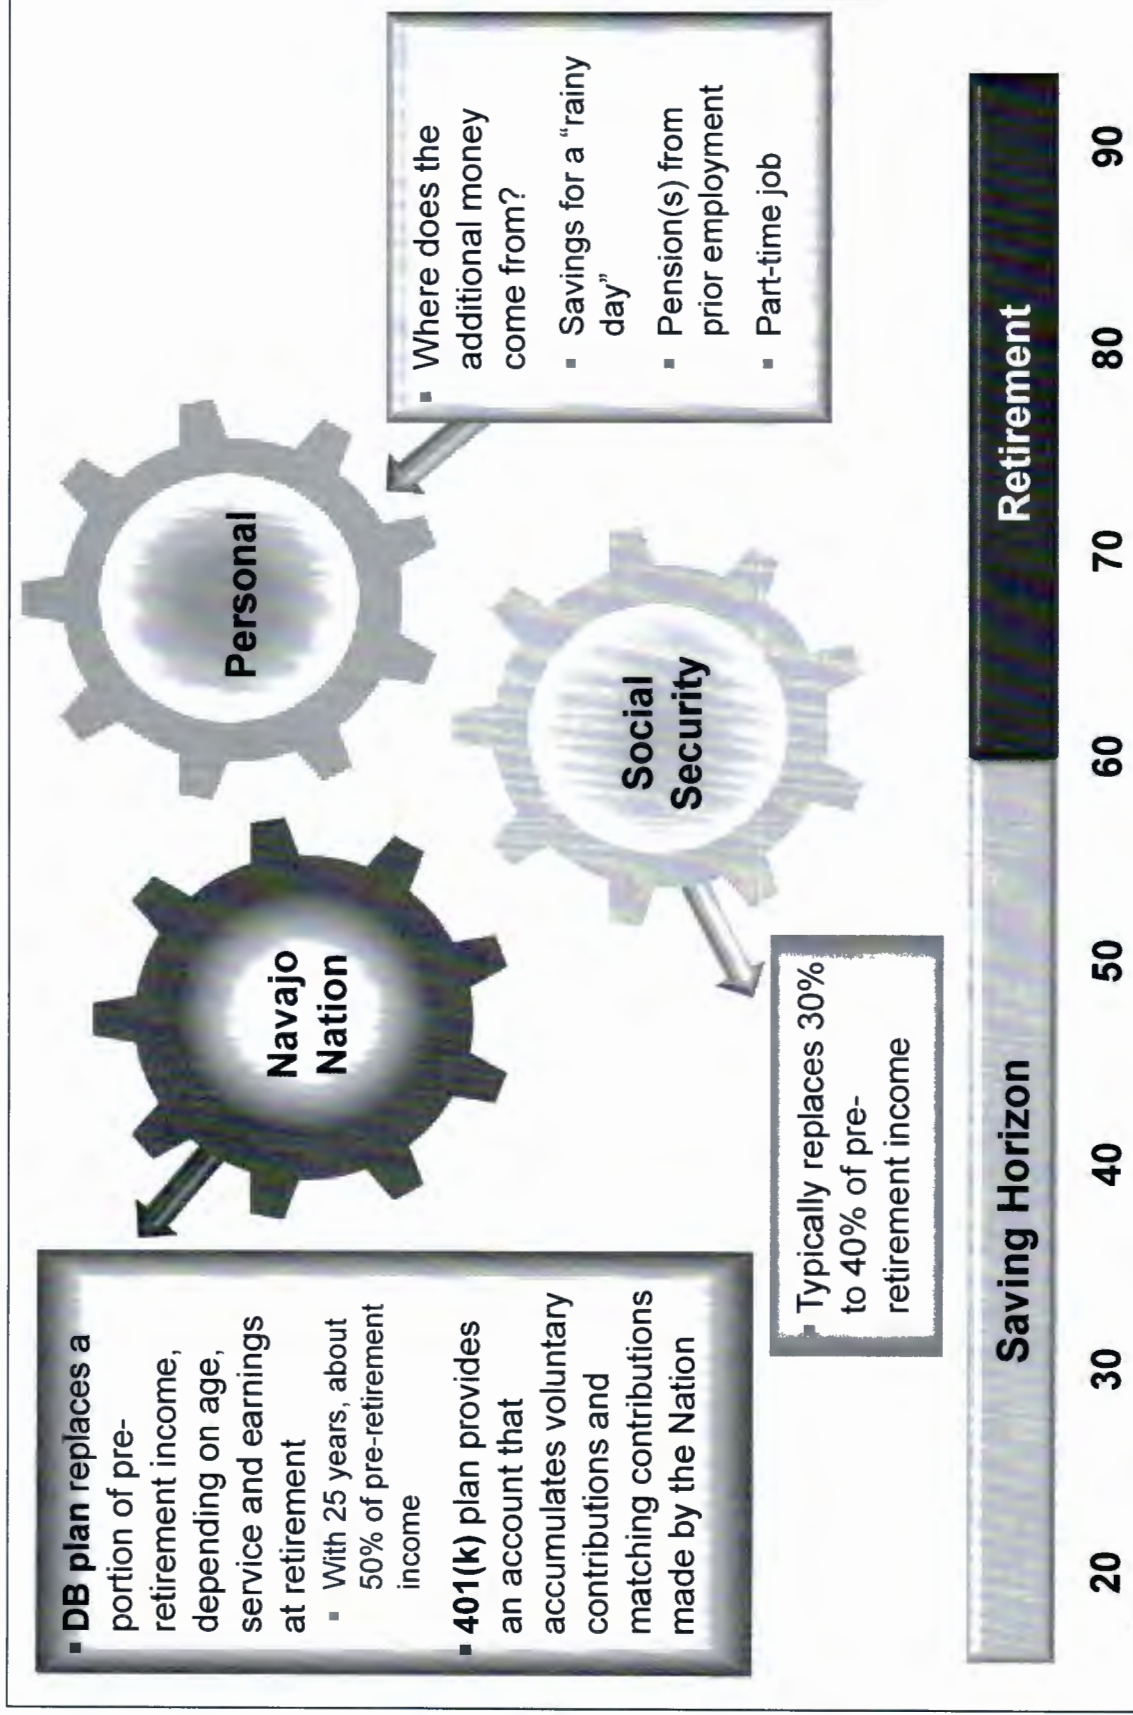 ▪ DB plan replaces a
portion of pre-
retirement income,
depending on age,
service and earnings
at retirement
▪ With 25 years, about
50% of pre-retirement
income
▪ 401(k) plan provides
an account that
accumulates voluntary
contributions and
matching contributions
made by the Nation
Navajo
Nation
Personal
Social
Security
▪ Where does the
additional money
come from?
▪ Savings for a “rainy
day”
▪ Pension(s) from
prior employment
▪ Part-time job
▪ Typically replaces 30%
to 40% of pre-
retirement income
Saving Horizon
Retirement
20 30 40 50 60 70 80 90